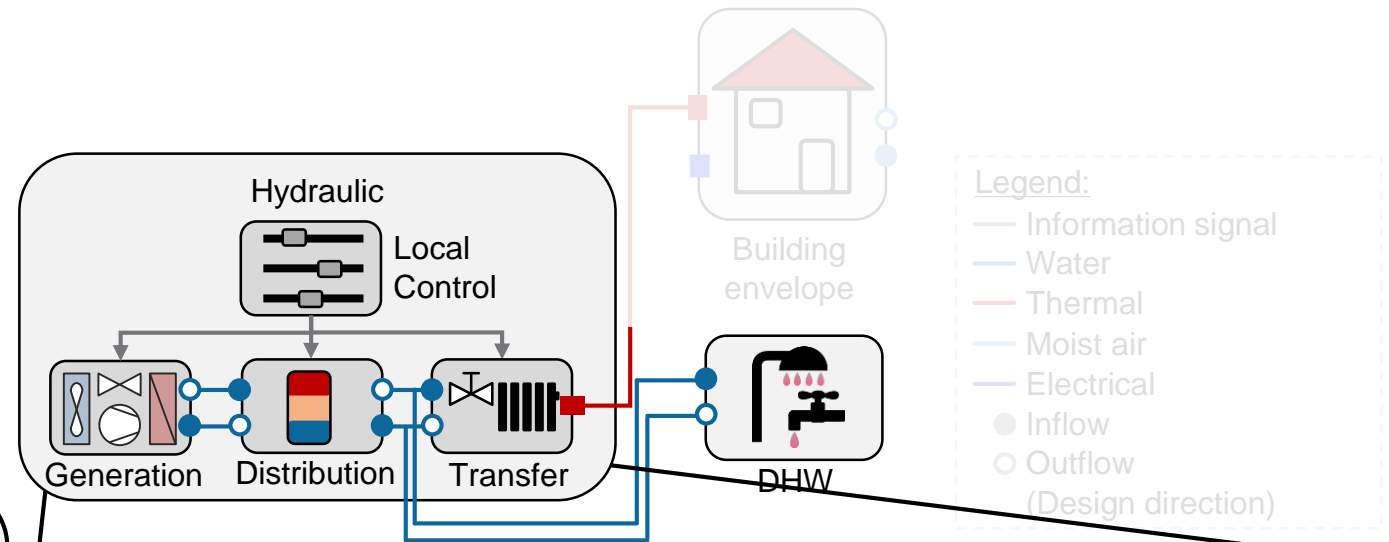 Hydraulic
Local
Control
Generation
Distribution
Transfer
Building
envelope
DHW
Legend:
Information signal
Water
Thermal
Moist air
Electrical
Inflow
Outflow
(Design direction)